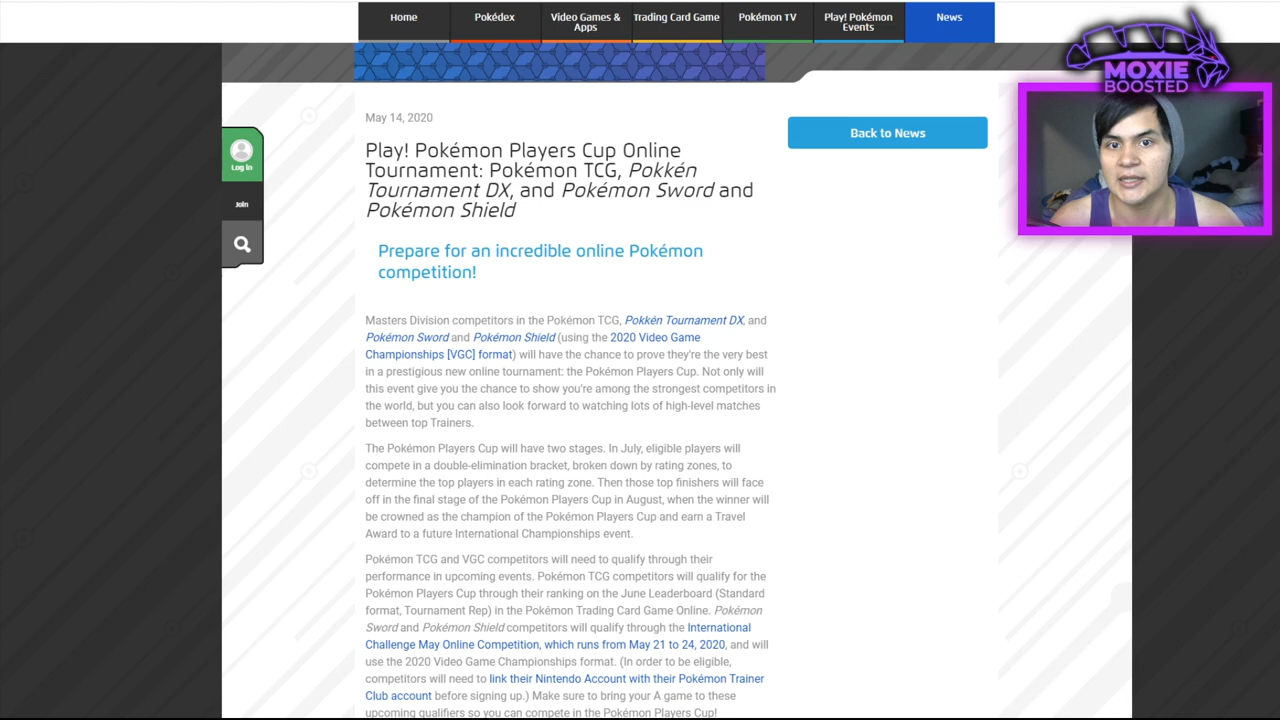 Home
Pokédex
Video Games &
Apps
Trading Card Game
Pokémon TV
Play! Pokémon
Events
News
MOXIE
BOOSTED
Log In
Join
May 14, 2020
Back to News
Play! Pokémon Players Cup Online
Tournament: Pokémon TCG, Pokkén
Tournament DX, and Pokémon Sword and
Pokémon Shield
Prepare for an incredible online Pokémon
competition!
Masters Division competitors in the Pokémon TCG, Pokkén Tournament DX, and
Pokémon Sword and Pokémon Shield (using the 2020 Video Game
Championships [VGC] format) will have the chance to prove they're the very best
in a prestigious new online tournament: the Pokémon Players Cup. Not only will
this event give you the chance to show you're among the strongest competitors in
the world, but you can also look forward to watching lots of high-level matches
between top Trainers.
The Pokémon Players Cup will have two stages. In July, eligible players will
compete in a double-elimination bracket, broken down by rating zones, to
determine the top players in each rating zone. Then those top finishers will face
off in the final stage of the Pokémon Players Cup in August, when the winner will
be crowned as the champion of the Pokémon Players Cup and earn a Travel
Award to a future International Championships event.
Pokémon TCG and VGC competitors will need to qualify through their
performance in upcoming events. Pokémon TCG competitors will qualify for the
Pokémon Players Cup through their ranking on the June Leaderboard (Standard
format, Tournament Rep) in the Pokémon Trading Card Game Online. Pokémon
Sword and Pokémon Shield competitors will qualify through the International
Challenge May Online Competition, which runs from May 21 to 24, 2020, and will
use the 2020 Video Game Championships format. (In order to be eligible,
competitors will need to link their Nintendo Account with their Pokémon Trainer
Club account before signing up.) Make sure to bring your A game to these
upcoming qualifiers so you can compete in the Pokémon Players Cup!